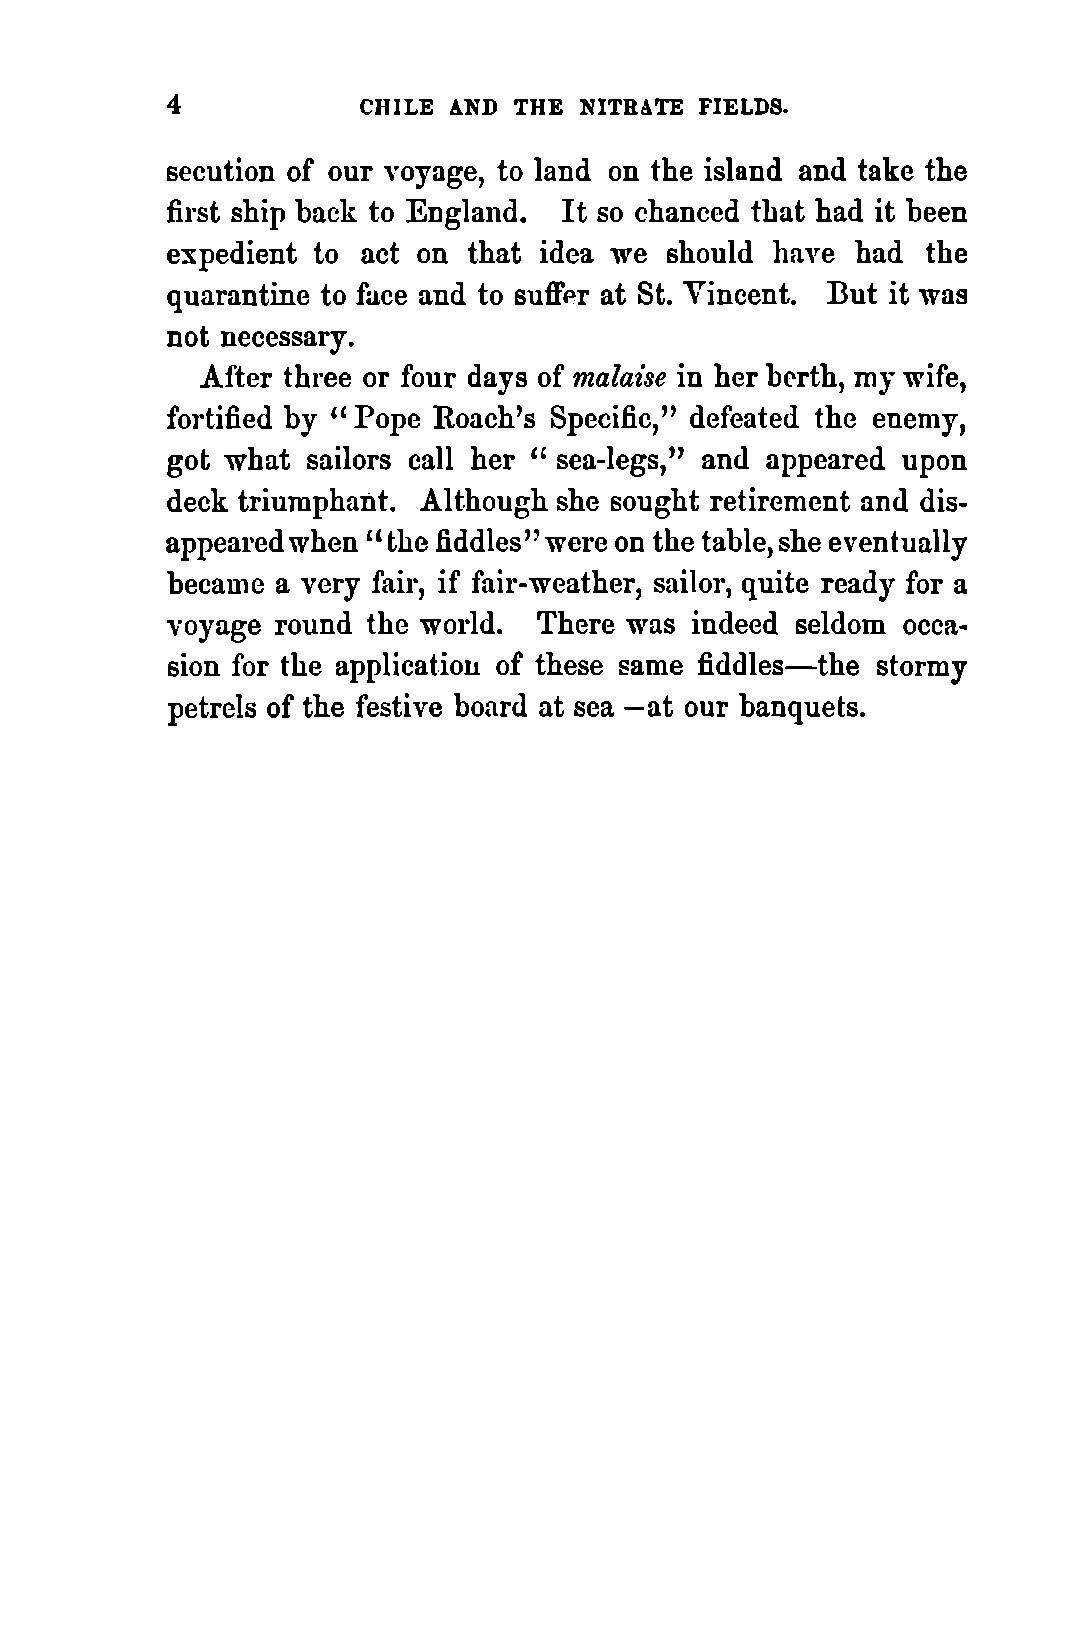 4 CHILE AND THE NITRATE FIELDS.
secution of our voyage, to land on the island and take the
first ship back to England. It so chanced that had it been
expedient to act on that idea we should have had the
quarantine to face and to suffer at St. Vincent. But it was
not necessary.
After three or four days of malaise in her berth, my wife,
fortified by “Pope Roach’s Specific,” defeated the enemy,
got what sailors call her “sea-legs,” and appeared upon
deck triumphant. Although she sought retirement and dis-
appeared when “the fiddles” were on the table, she eventually
became a very fair, if fair-weather, sailor, quite ready for a
voyage round the world. There was indeed seldom occa-
sion for the application of these same fiddles—the stormy
petrels of the festive board at sea—at our banquets.